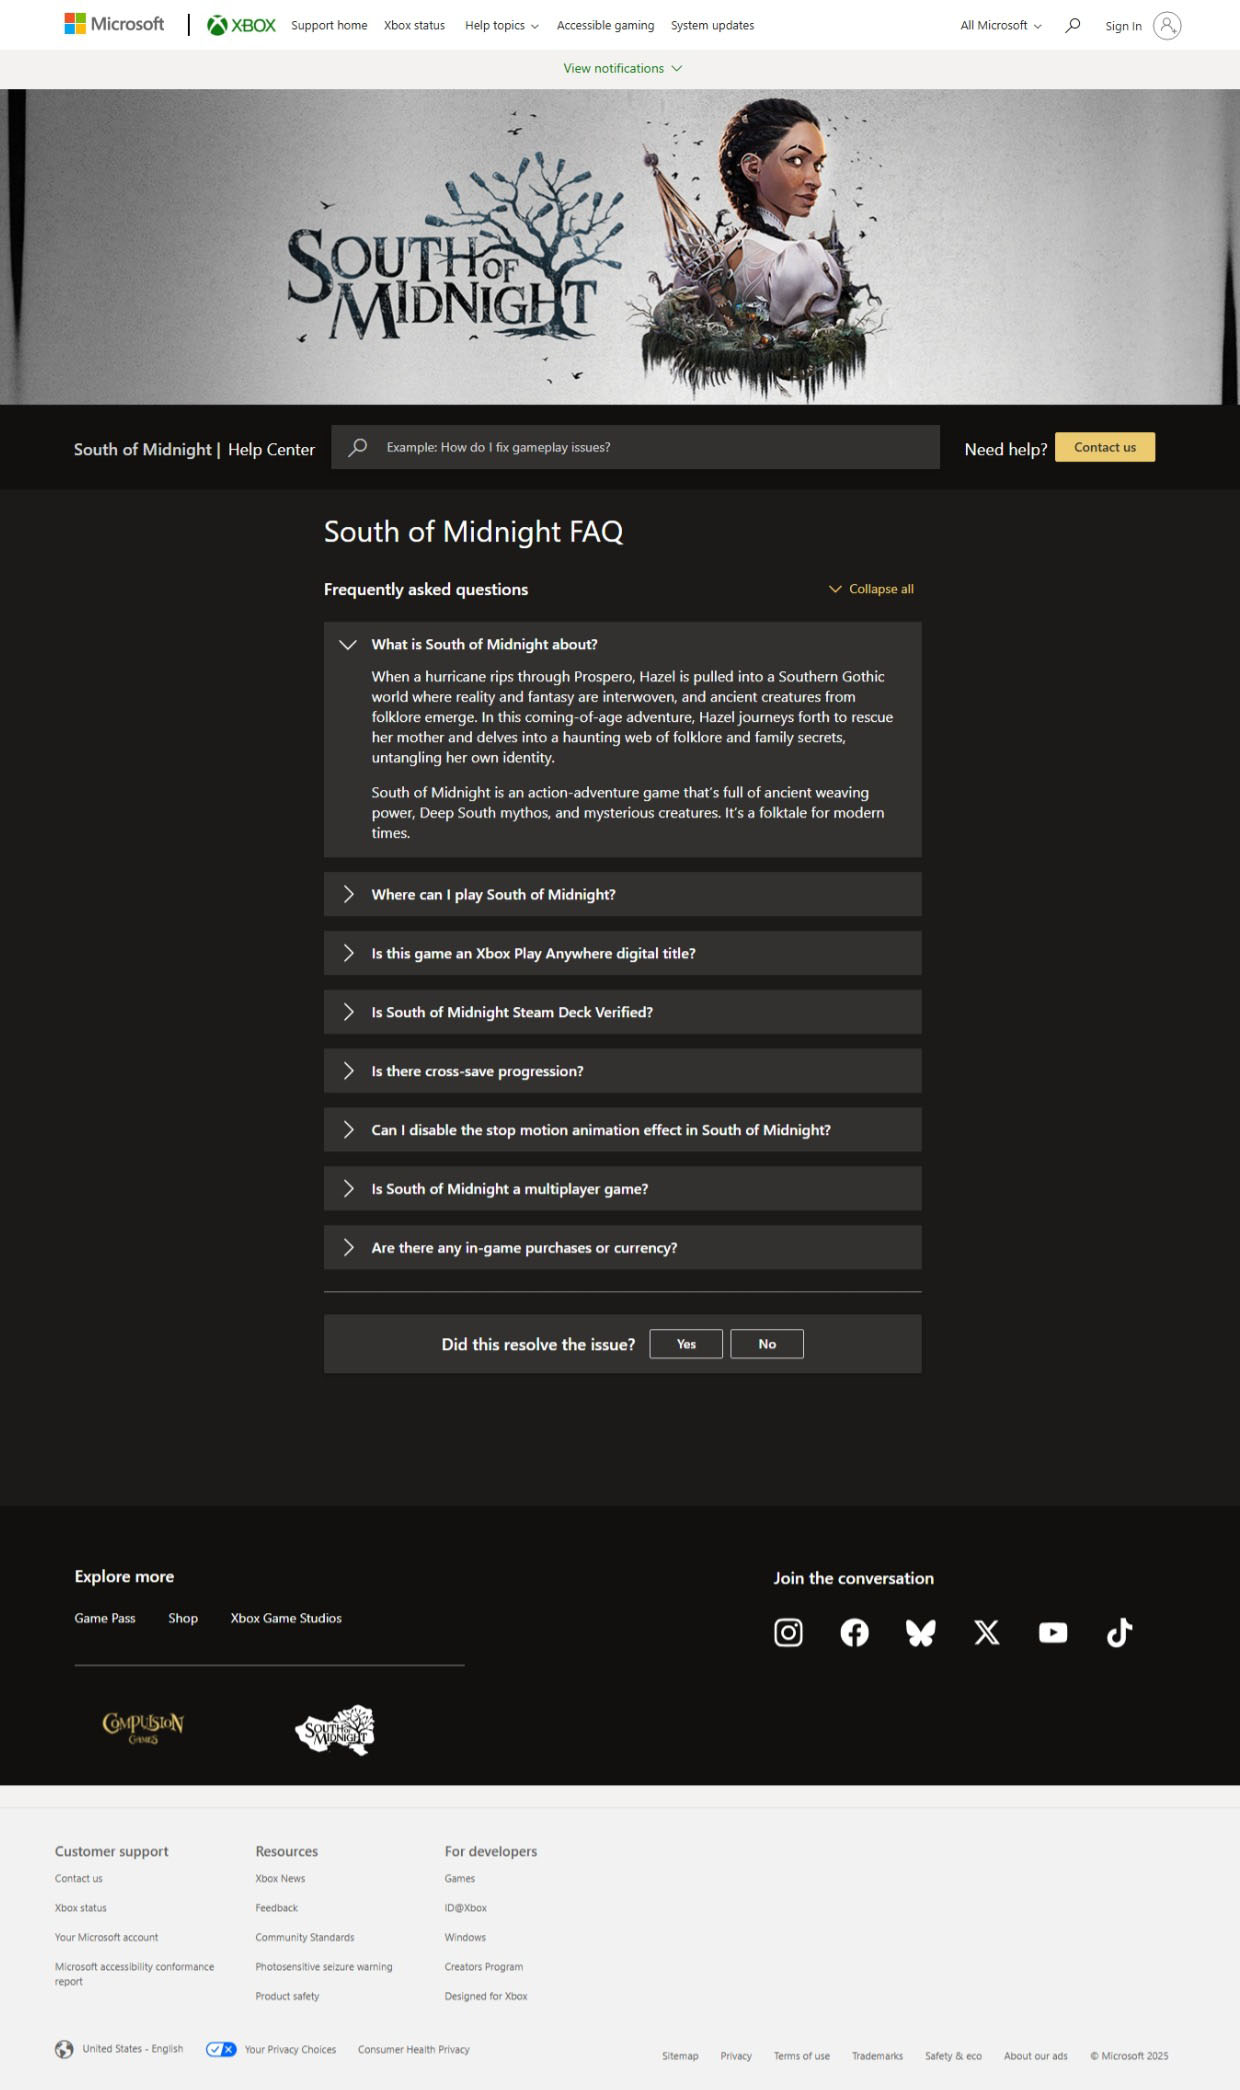 Microsoft
XBOX
Support home
Xbox status
Help topics
Accessible gaming
System updates
All Microsoft
Sign In
View notifications
SOUTH OF
MIDNIGHT
South of Midnight | Help Center
Example: How do I fix gameplay issues?
Need help?
Contact us
South of Midnight FAQ
Frequently asked questions
Collapse all
What is South of Midnight about?
When a hurricane rips through Prospero, Hazel is pulled into a Southern Gothic
world where reality and fantasy are interwoven, and ancient creatures from
folklore emerge. In this coming-of-age adventure, Hazel journeys forth to rescue
her mother and delves into a haunting web of folklore and family secrets,
untangling her own identity.
South of Midnight is an action-adventure game that's full of ancient weaving
power, Deep South mythos, and mysterious creatures. It's a folktale for modern
times.
Where can I play South of Midnight?
Is this game an Xbox Play Anywhere digital title?
Is South of Midnight Steam Deck Verified?
Is there cross-save progression?
Can I disable the stop motion animation effect in South of Midnight?
Is South of Midnight a multiplayer game?
Are there any in-game purchases or currency?
Did this resolve the issue?
Yes
No
Explore more
Game Pass
Shop
Xbox Game Studios
Join the conversation
COMPULSION
GAMES
SOUTH OF
MIDNIGHT
Customer support
Contact us
Xbox status
Your Microsoft account
Microsoft accessibility conformance
report
Resources
Xbox News
Feedback
Community Standards
Photosensitive seizure warning
Product safety
For developers
Games
ID@Xbox
Windows
Creators Program
Designed for Xbox
United States - English
Your Privacy Choices
Consumer Health Privacy
Sitemap
Privacy
Terms of use
Trademarks
Safety & eco
About our ads
© Microsoft 2025